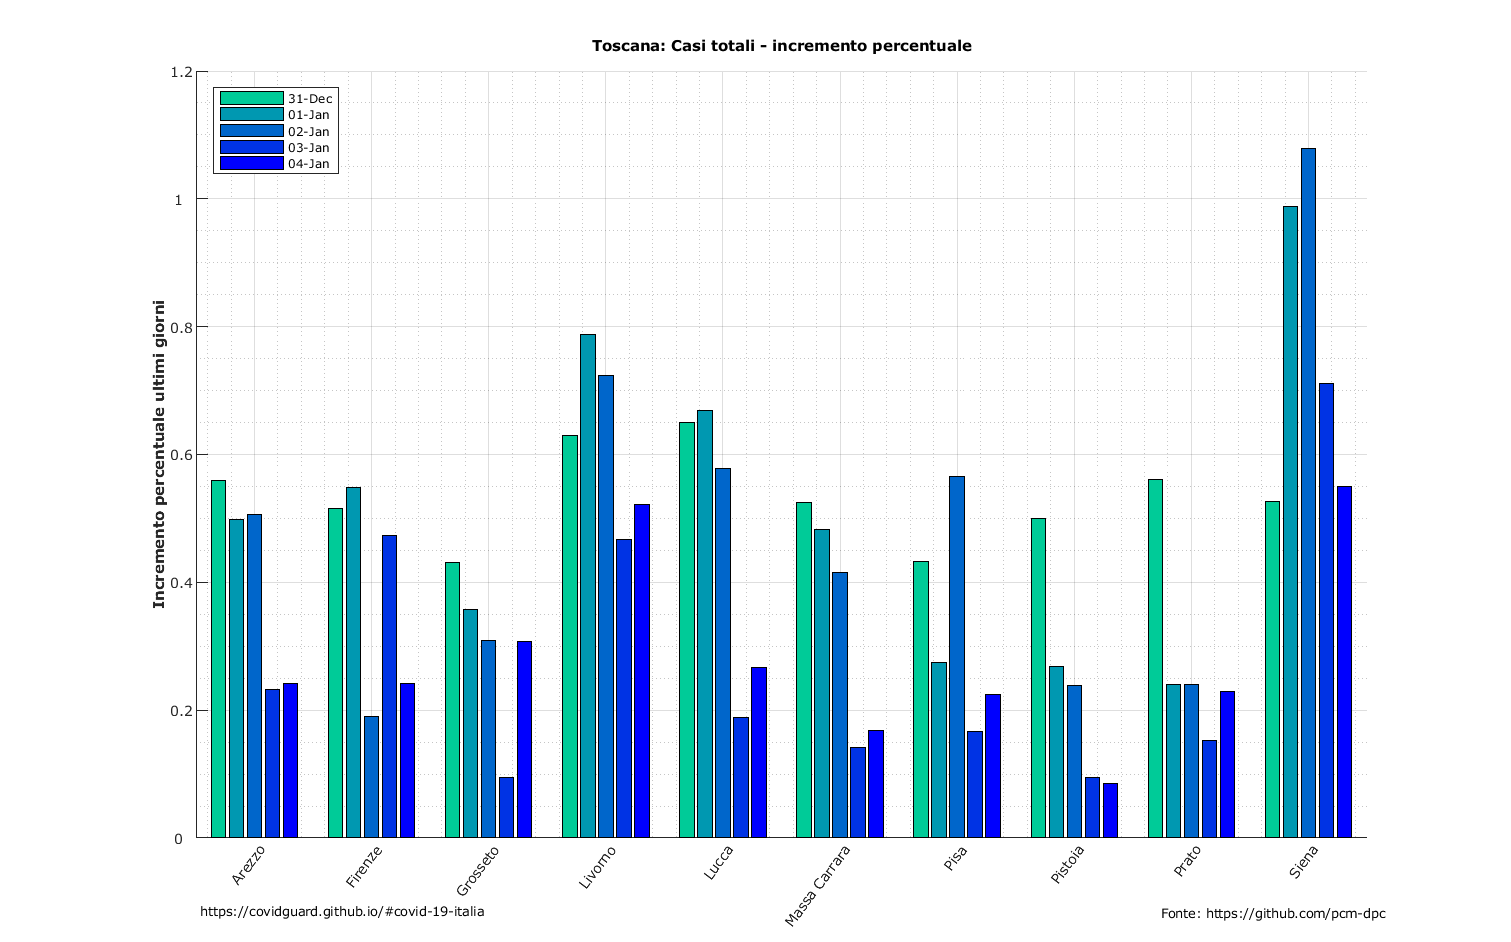 Toscana: Casi totali - incremento percentuale
Incremento percentuale ultimi giorni
1.2
1
0.8
0.6
0.4
0.2
0
31-Dec
01-Jan
02-Jan
03-Jan
04-Jan
Arezzo
Firenze
Grosseto
Livorno
Lucca
Massa Carrara
Pisa
Pistoia
Prato
Siena
https://covidguard.github.io/#covid-19-italia
Fonte: https://github.com/pcm-dpc